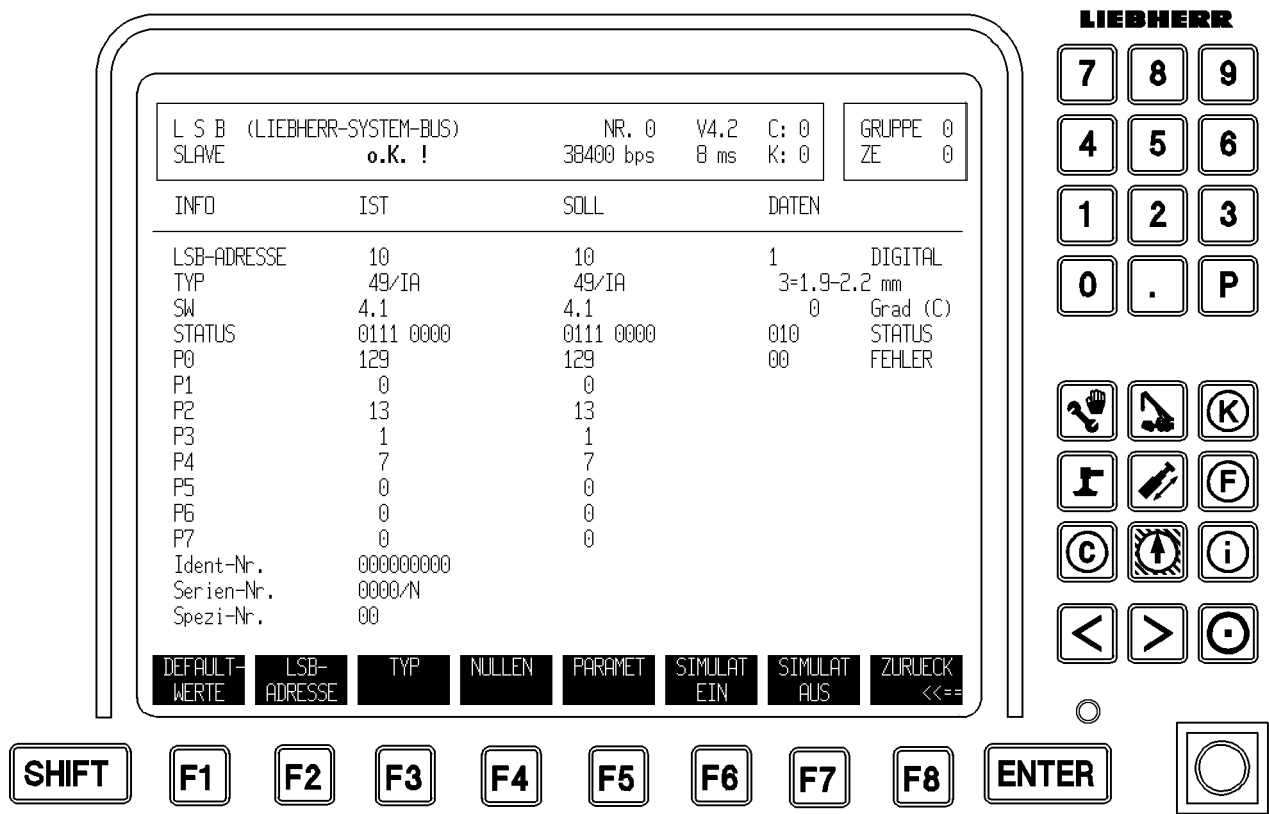 LIEBHERR
L S B (LIEBHERR-SYSTEM-BUS) NR. 0 V4.2 C: 0 GRUPPE 0
SLAVE o.K. ! 38400 bps 8 ms K: 0 ZE 0
INFO IST SOLL DATEN
LSB-ADRESSE 10 10 1 DIGITAL
TYP 49/IA 49/IA 3=1.9-2.2 mm
SW 4.1 4.1 0 Grad (C)
STATUS 0111 0000 0111 0000 010 STATUS
P0 129 129 00 FEHLER
P1 0 0
P2 13 13
P3 1 1
P4 7 7
P5 0 0
P6 0 0
P7 0 0
Ident-Nr. 000000000
Serien-Nr. 0000/N
Spezi-Nr. 00
DEFAULT- LSB- TYP NULLEN PARAMET SIMULAT SIMULAT ZURUECK
WERTE ADRESSE EIN AUS <<==
7 8 9
4 5 6
1 2 3
0 . P
K
F
C i
< >
SHIFT F1 F2 F3 F4 F5 F6 F7 F8 ENTER